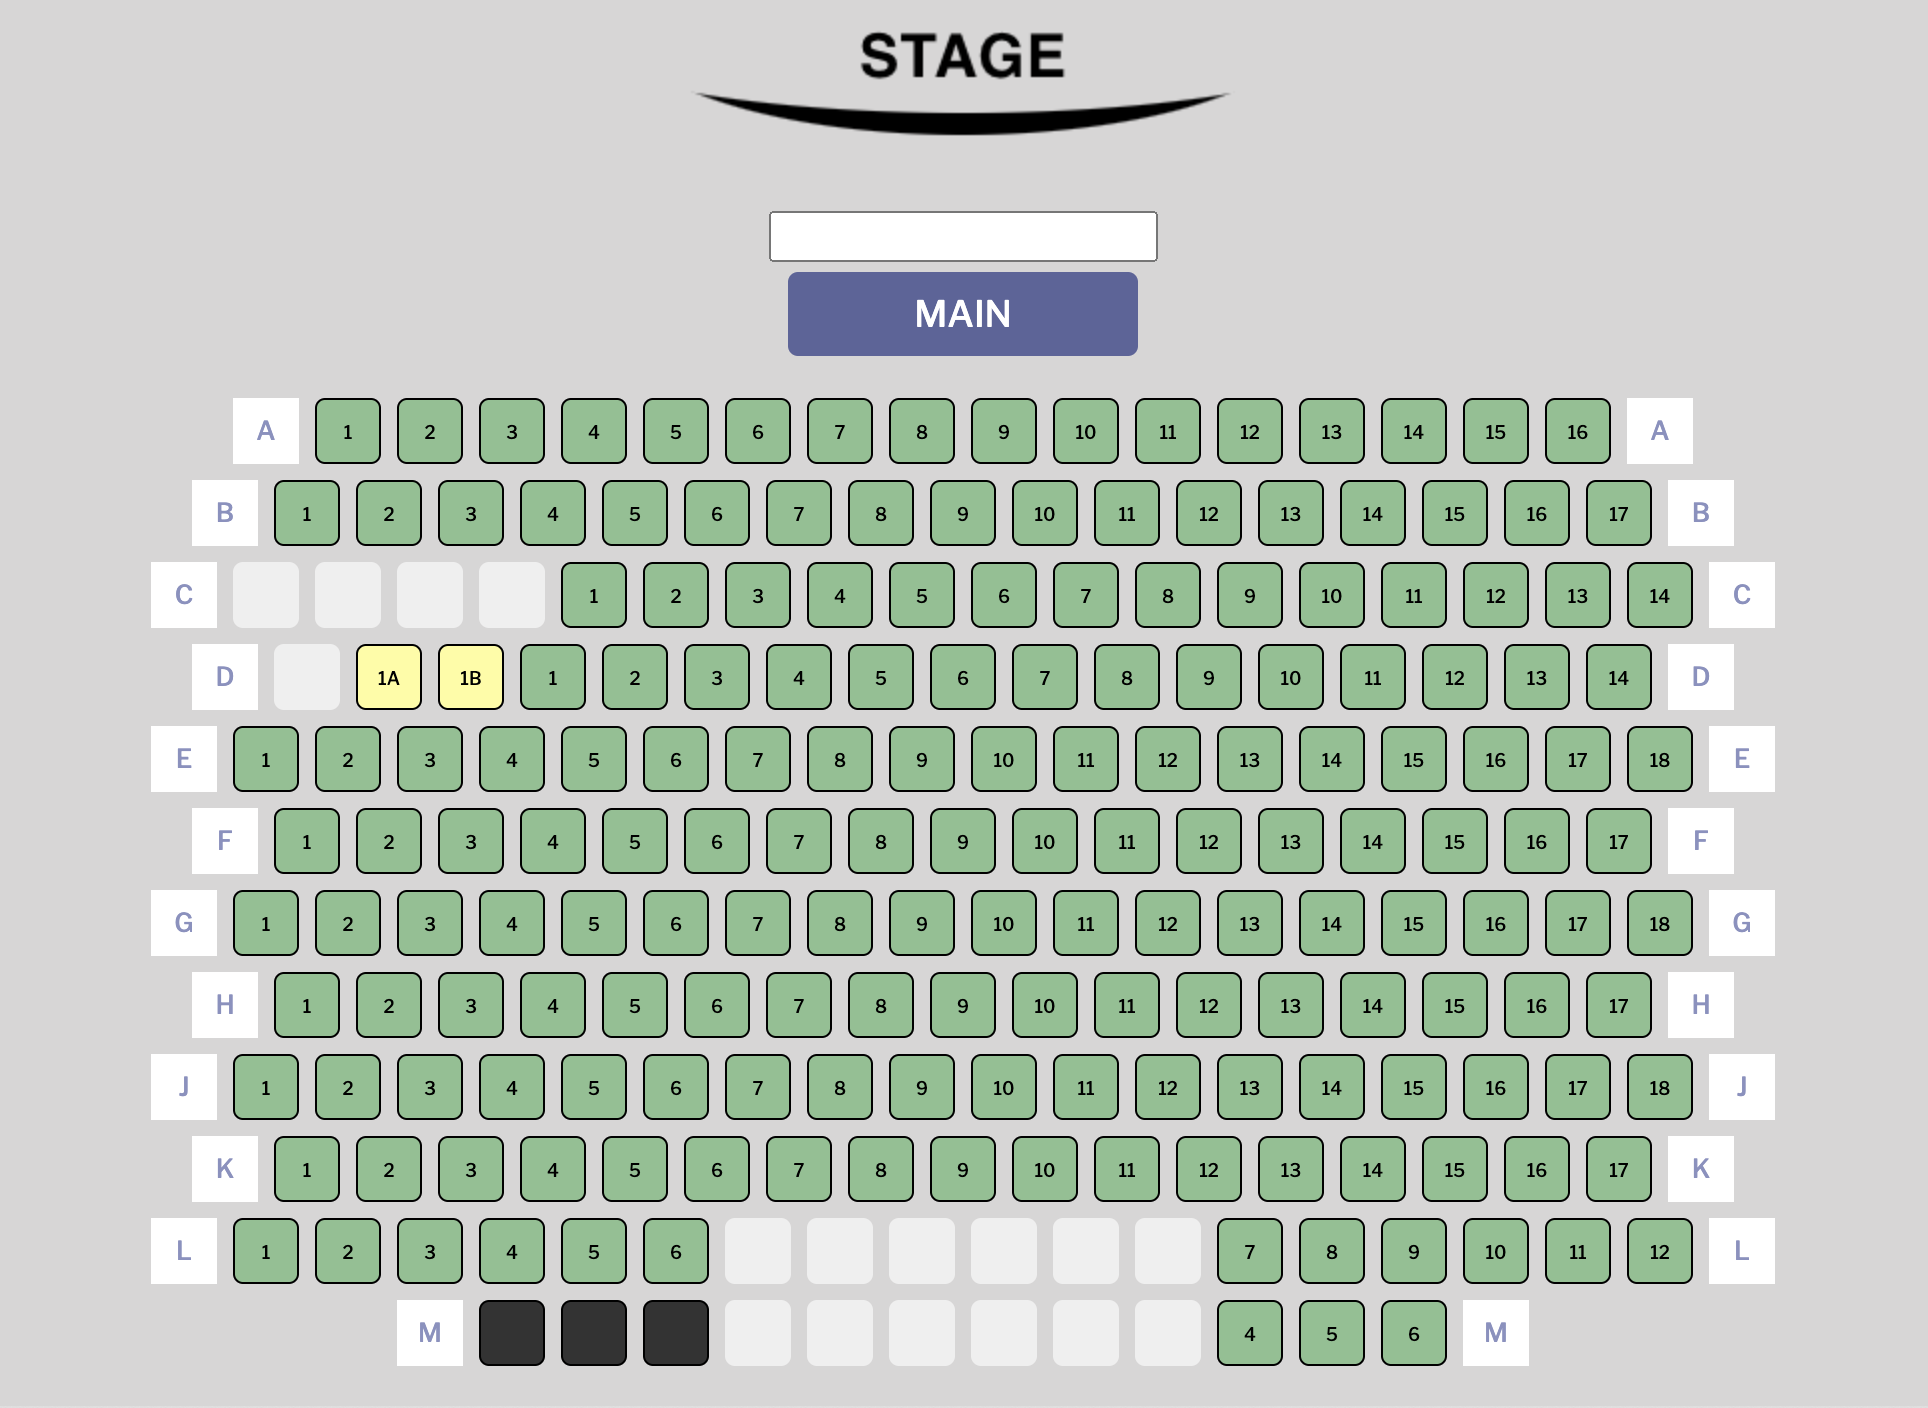 STAGE
MAIN
A 1 2 3 4 5 6 7 8 9 10 11 12 13 14 15 16 A
B 1 2 3 4 5 6 7 8 9 10 11 12 13 14 15 16 17 B
C 1 2 3 4 5 6 7 8 9 10 11 12 13 14 C
D 1A 1B 1 2 3 4 5 6 7 8 9 10 11 12 13 14 D
E 1 2 3 4 5 6 7 8 9 10 11 12 13 14 15 16 17 18 E
F 1 2 3 4 5 6 7 8 9 10 11 12 13 14 15 16 17 F
G 1 2 3 4 5 6 7 8 9 10 11 12 13 14 15 16 17 18 G
H 1 2 3 4 5 6 7 8 9 10 11 12 13 14 15 16 17 H
J 1 2 3 4 5 6 7 8 9 10 11 12 13 14 15 16 17 18 J
K 1 2 3 4 5 6 7 8 9 10 11 12 13 14 15 16 17 K
L 1 2 3 4 5 6 7 8 9 10 11 12 L
M 4 5 6 M